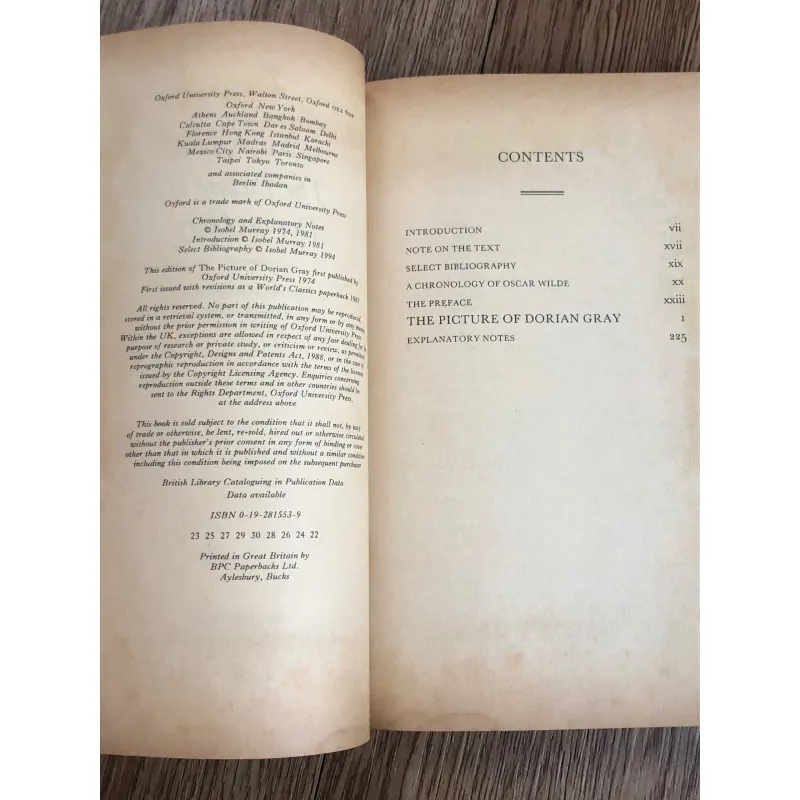 Oxford University Press, Walton Street, Oxford OX2 6DP
Oxford New York
Athens Auckland Bangkok Bombay
Calcutta Cape Town Dar es Salaam Delhi
Florence Hong Kong Istanbul Karachi
Kuala Lumpur Madras Madrid Melbourne
Mexico City Nairobi Paris Singapore
Taipei Tokyo Toronto
and associated companies in
Berlin Ibadan
Oxford is a trade mark of Oxford University Press
Chronology and Explanatory Notes
© Isobel Murray 1974, 1981
Introduction © Isobel Murray 1981
Select Bibliography © Isobel Murray 1994
This edition of The Picture of Dorian Gray first published by
Oxford University Press 1974
First issued with revisions as a World's Classics paperback 1981
All rights reserved. No part of this publication may be reproduced,
stored in a retrieval system, or transmitted, in any form or by any means,
without the prior permission in writing of Oxford University Press.
Within the UK, exceptions are allowed in respect of any fair dealing for the
purpose of research or private study, or criticism or review, as permitted
under the Copyright, Designs and Patents Act, 1988, or in the case of
reprographic reproduction in accordance with the terms of the licences
issued by the Copyright Licensing Agency. Enquiries concerning
reproduction outside these terms and in other countries should be
sent to the Rights Department, Oxford University Press,
at the address above
This book is sold subject to the condition that it shall not, by way
of trade or otherwise, be lent, re-sold, hired out or otherwise circulated
without the publisher's prior consent in any form of binding or cover
other than that in which it is published and without a similar condition
including this condition being imposed on the subsequent purchaser
British Library Cataloguing in Publication Data
Data available
ISBN 0-19-281553-9
23 25 27 29 30 28 26 24 22
Printed in Great Britain by
BPC Paperbacks Ltd.
Aylesbury, Bucks
CONTENTS
INTRODUCTION vii
NOTE ON THE TEXT xvii
SELECT BIBLIOGRAPHY xix
A CHRONOLOGY OF OSCAR WILDE xx
THE PREFACE xxiii
THE PICTURE OF DORIAN GRAY 1
EXPLANATORY NOTES 225